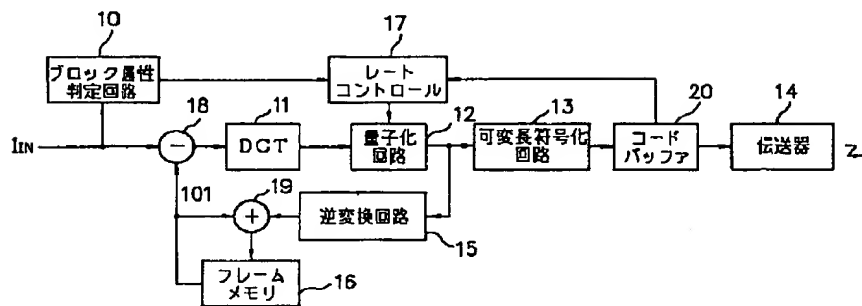 10
ブロック属性
判定回路
17
レート
コントロール
IIN
18
−
11
DCT
量子化
回路
12
13
可変長符号化
回路
20
コード
バッファ
14
伝送器
101
19
+
逆変換回路
15
フレーム
メモリ
16